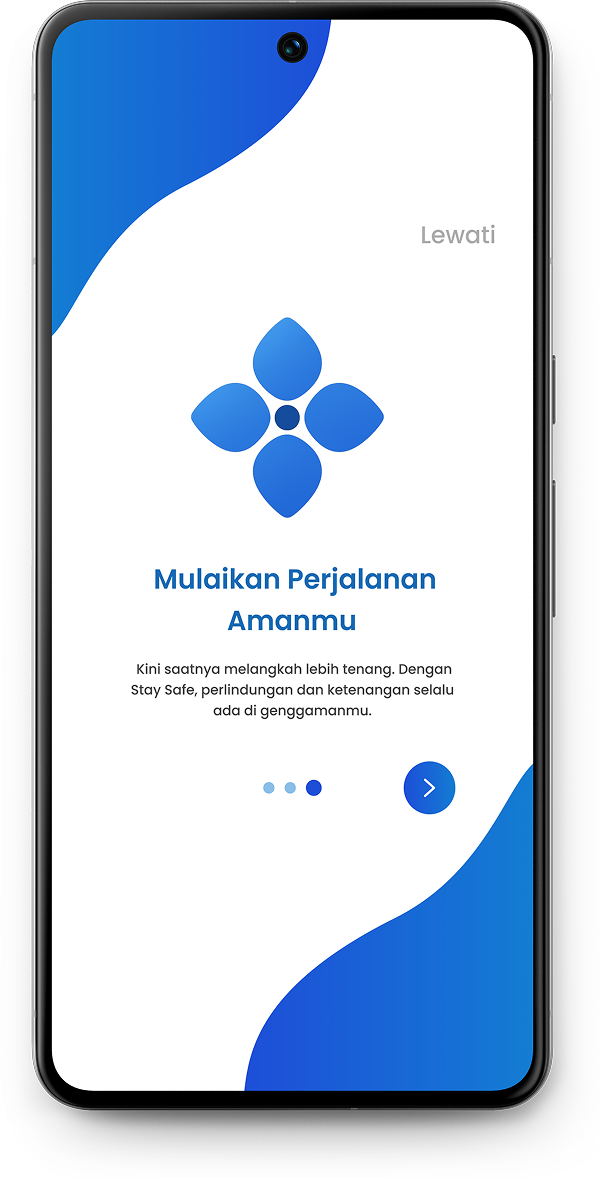 Lewati
Mulaikan Perjalanan
Amanmu
Kini saatnya melangkah lebih tenang. Dengan
Stay Safe, perlindungan dan ketenangan selalu
ada di genggamanmu.